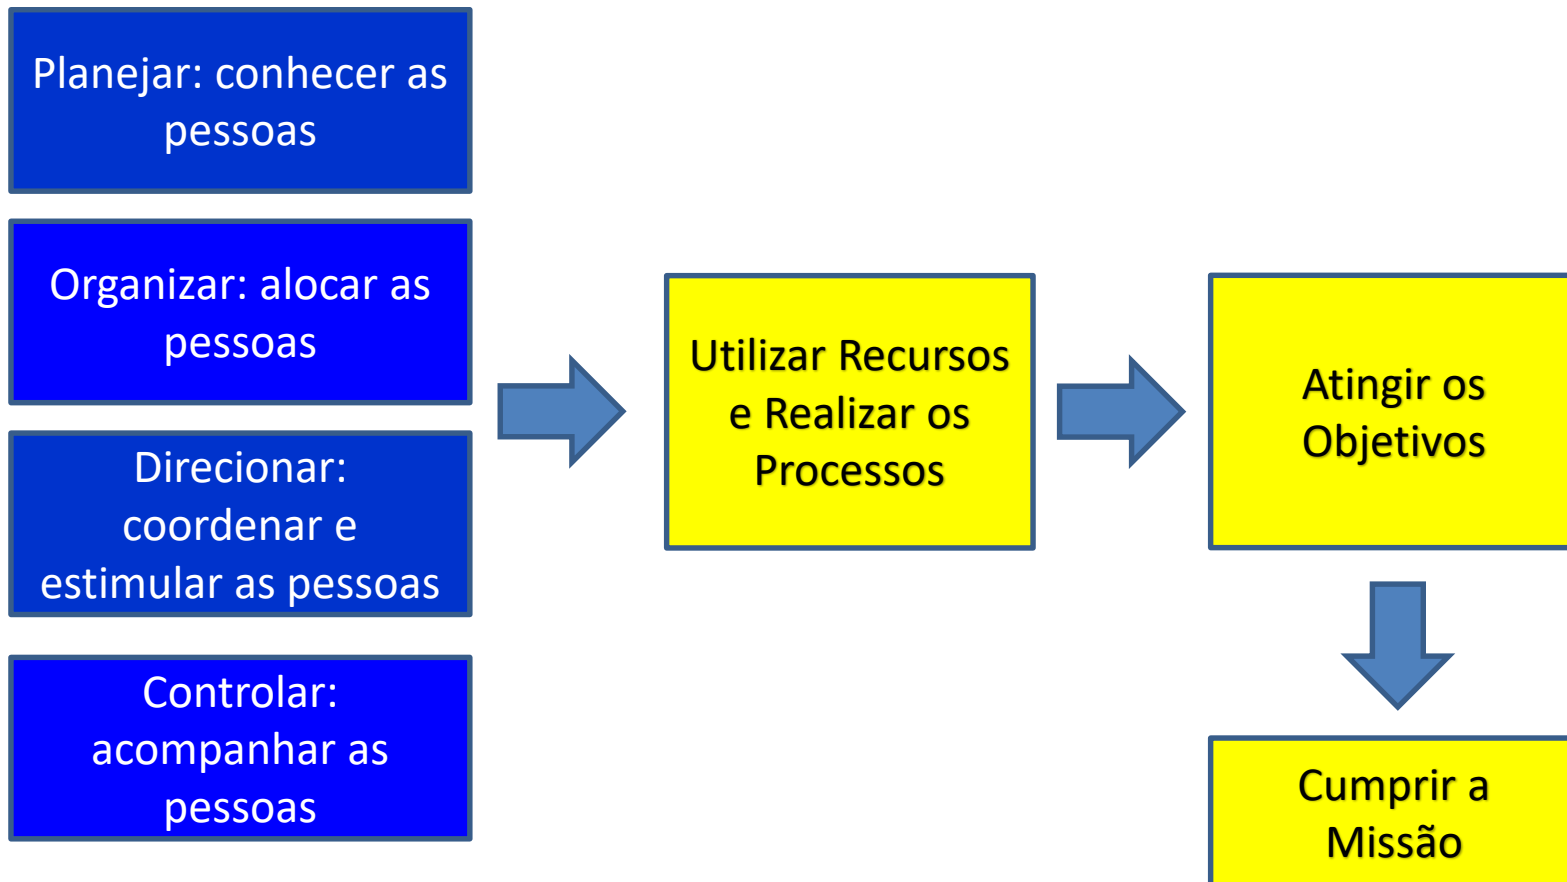 Planejar: conhecer as
pessoas
Organizar: alocar as
pessoas
Direcionar:
coordenar e
estimular as pessoas
Controlar:
acompanhar as
pessoas
Utilizar Recursos
e Realizar os
Processos
Atingir os
Objetivos
Cumprir a
Missão